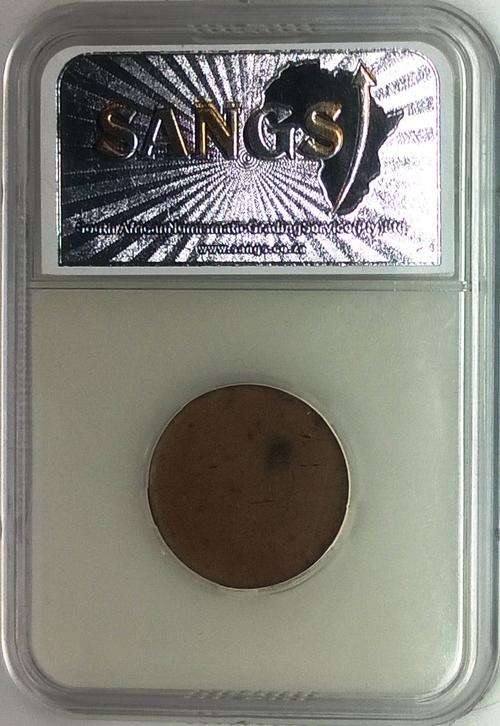 SANGS
South African Numismatic Grading Service (Pty) Ltd
www.sangs.co.za